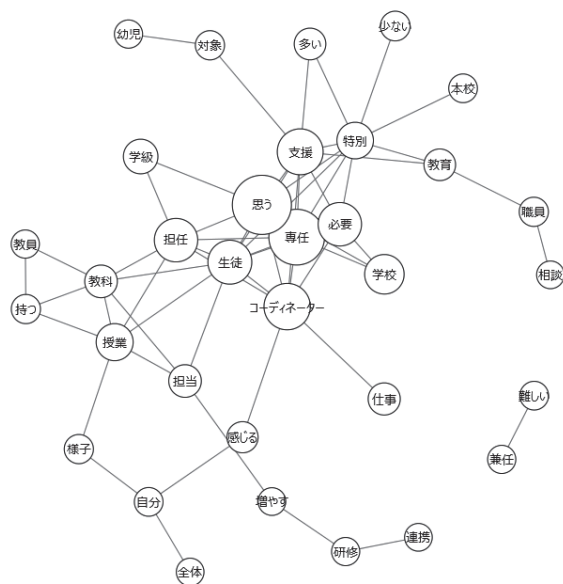 少ない
幼児
対象
多い
本校
特別
支援
学級
教育
思う
職員
必要
専任
担任
教員
生徒
学校
相談
教科
持つ
コーディネーター
授業
担当
難しい
仕事
感じる
様子
兼任
自分
増やす
連携
研修
全体